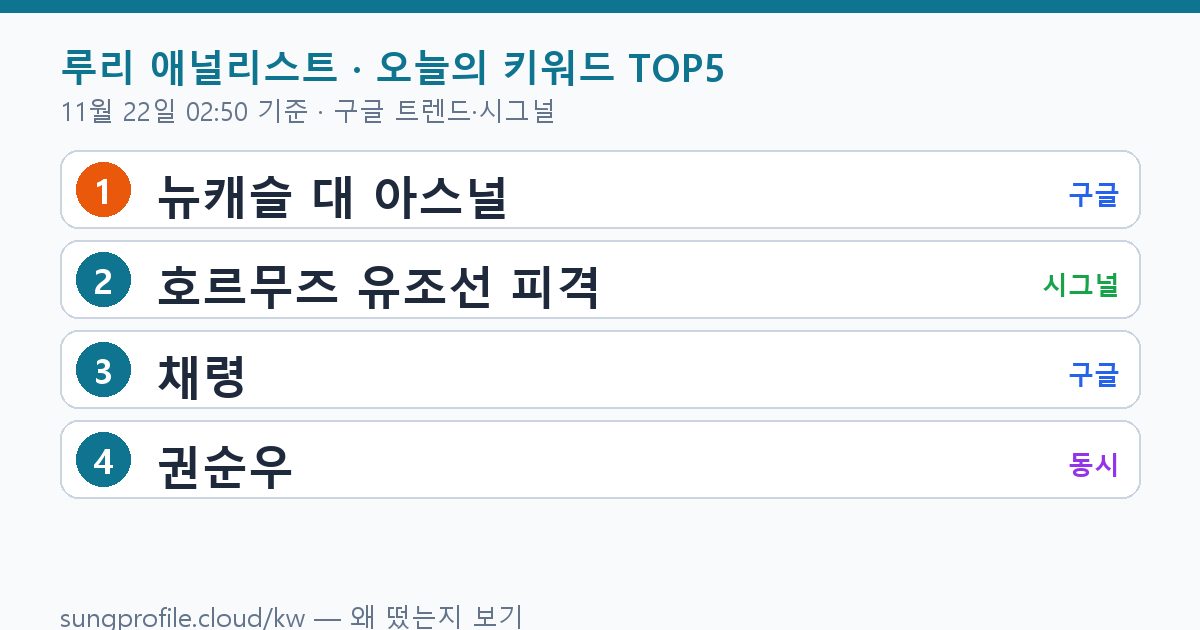 루리 애널리스트 · 오늘의 키워드 TOP5
11월 22일 02:50 기준 · 구글 트렌드·시그널
1 뉴캐슬 대 아스널 구글
2 호르무즈 유조선 피격 시그널
3 채령 구글
4 권순우 동시
sungprofile.cloud/kw — 왜 떴는지 보기